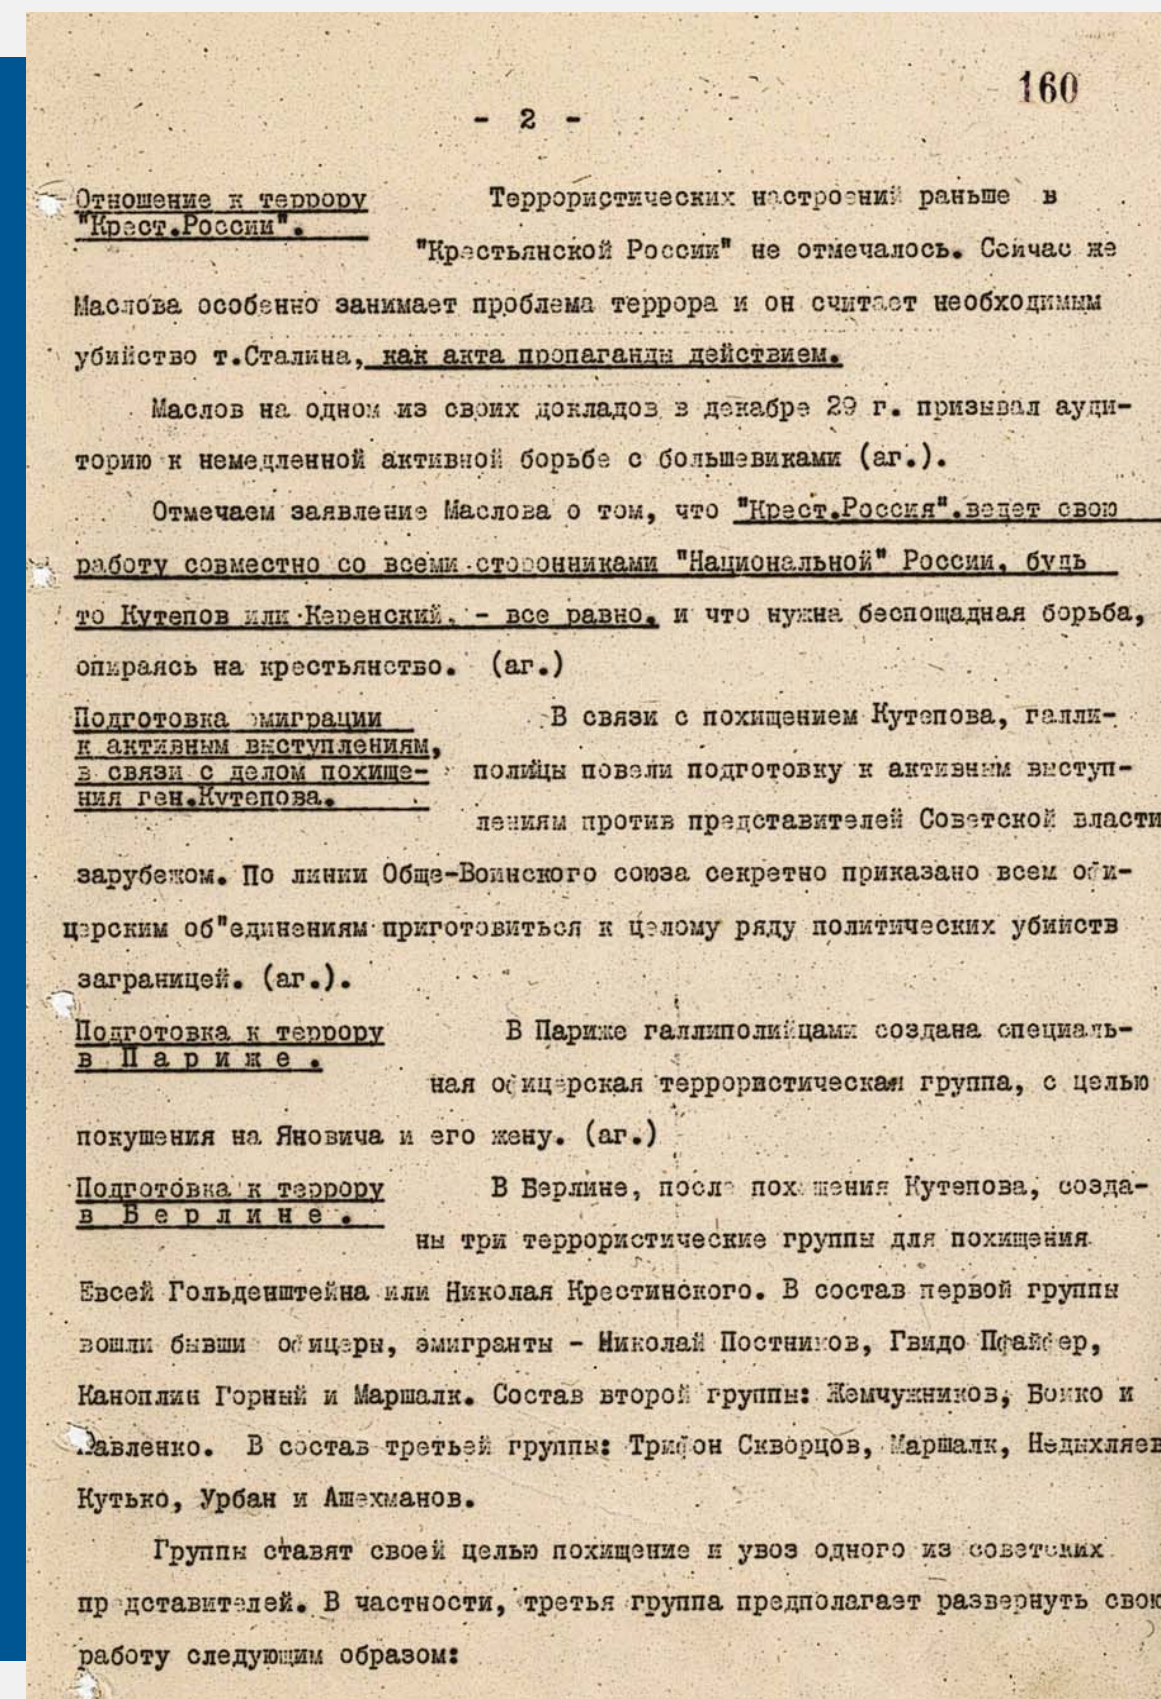 160
- 2 -
Отношение к террору
"Крест.России".
Террористических настроений раньше в
"Крестьянской России" не отмечалось. Сейчас же
Маслова особенно занимает проблема террора и он считает необходимым
убийство т.Сталина, как акта пропаганды действием.
Маслов на одном из своих докладов в декабре 29 г. призывал ауди-
торию к немедленной активной борьбе с большевиками (аг.).
Отмечаем заявление Маслова о том, что "Крест.Россия".ведет свою
работу совместно со всеми сторонниками "Национальной" России, будь
то Кутепов или Керенский, - все равно, и что нужна беспощадная борьба,
опираясь на крестьянство. (аг.)
Подготовка эмиграции
к активным выступлениям,
в связи с делом похище-
ния ген.Кутепова.
В связи с похищением Кутепова, галли-
полийцы повели подготовку к активным выступ-
лениям против представителей Советской власти
зарубежом. По линии Обще-Воинского союза секретно приказано всем офи-
церским об"единениям приготовиться к целому ряду политических убийств
заграницей. (аг.).
Подготовка к террору
в Париже.
В Париже галлиполийцами создана специаль-
ная офицерская террористическая группа, с целью
покушения на Яновича и его жену. (аг.)
Подготовка к террору
в Берлине.
В Берлине, после похищения Кутепова, созда-
ны три террористические группы для похищения
Евсей Гольденштейна или Николая Крестинского. В состав первой группы
вошли бывши офицеры, эмигранты - Николай Постников, Гвидо Пфайфер,
Каноплин Горный и Маршалк. Состав второй группы: Жемчужников, Бойко и
Павленко. В состав третьей группы: Трифон Скворцов, Маршалк, Недыхляев
Кутько, Урбан и Ашехманов.
Группы ставят своей целью похищение и увоз одного из советских
представителей. В частности, третья группа предполагает развернуть свою
работу следующим образом: